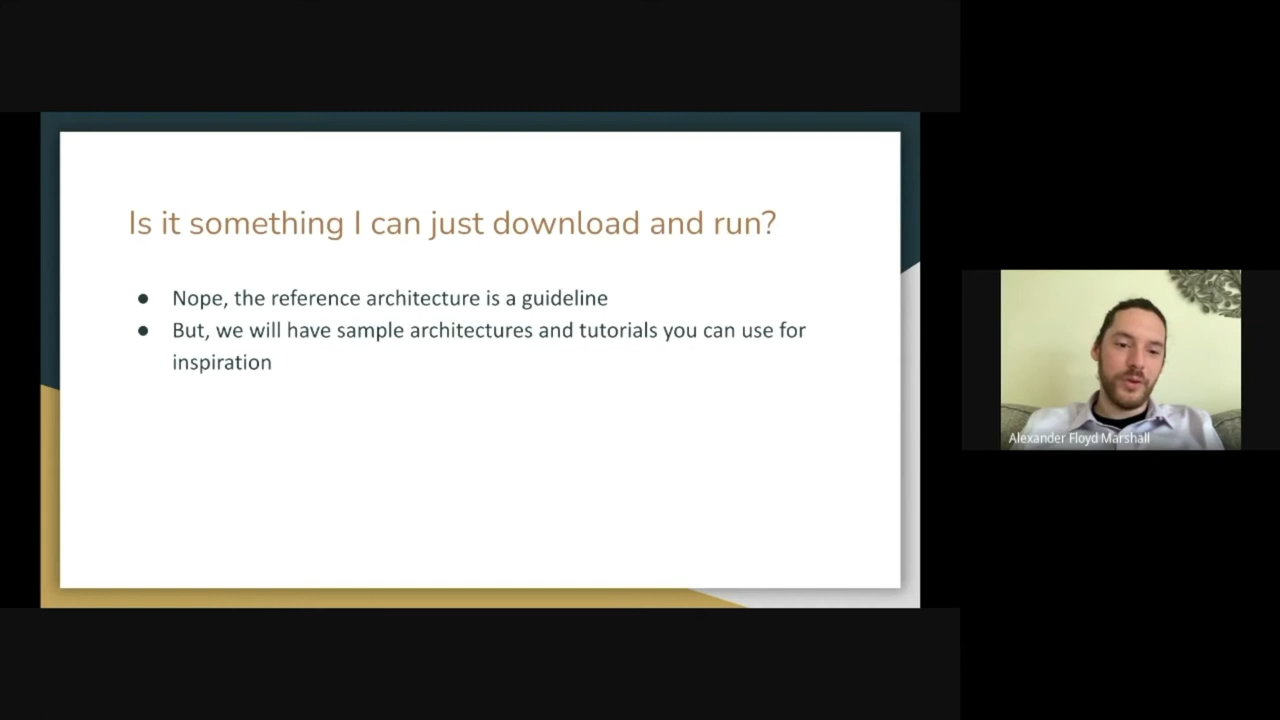 Is it something I can just download and run?
● Nope, the reference architecture is a guideline
● But, we will have sample architectures and tutorials you can use for
inspiration
Alexander Floyd Marshall